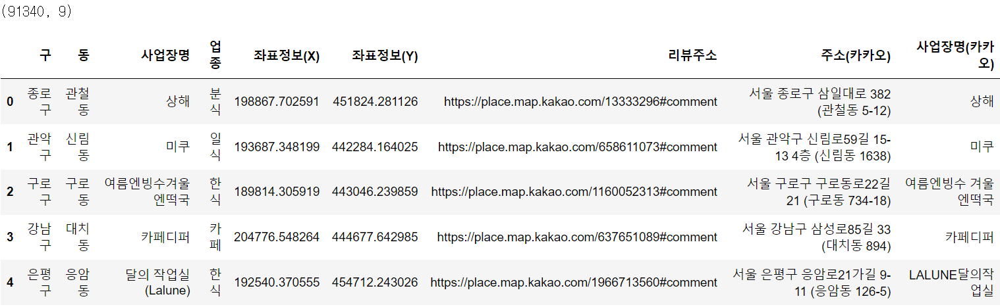 (91340, 9)
구 동 사업장명 업종 좌표정보(X) 좌표정보(Y) 리뷰주소 주소(카카오) 사업장명(카카오)
0 종로구 관철동 상해 분식 198867.702591 451824.281126 https://place.map.kakao.com/13333296#comment 서울 종로구 삼일대로 382 (관철동 5-12) 상해
1 관악구 신림동 미쿠 일식 193687.348199 442284.164025 https://place.map.kakao.com/658611073#comment 서울 관악구 신림로59길 15-13 4층 (신림동 1638) 미쿠
2 구로구 구로동 여름엔빙수겨울엔떡국 한식 189814.305919 443046.239859 https://place.map.kakao.com/1160052313#comment 서울 구로구 구로동로22길 21 (구로동 734-18) 여름엔빙수 겨울엔떡국
3 강남구 대치동 카페디퍼 카페 204776.548264 444677.642985 https://place.map.kakao.com/637651089#comment 서울 강남구 삼성로85길 33 (대치동 894) 카페디퍼
4 은평구 응암동 달의 작업실(Lalune) 한식 192540.370555 454712.243026 https://place.map.kakao.com/1966713560#comment 서울 은평구 응암로21가길 9-11 (응암동 126-5) LALUNE달의작업실